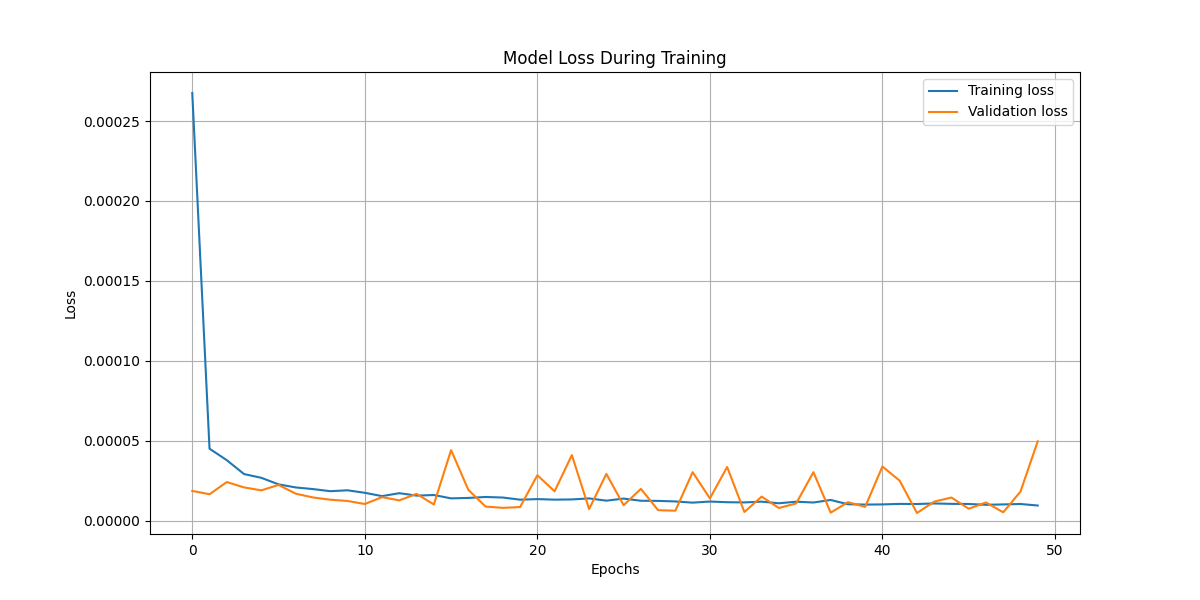 Model Loss During Training
Training loss
Validation loss
0.00025
0.00020
0.00015
0.00010
0.00005
0.00000
Loss
0 10 20 30 40 50
Epochs